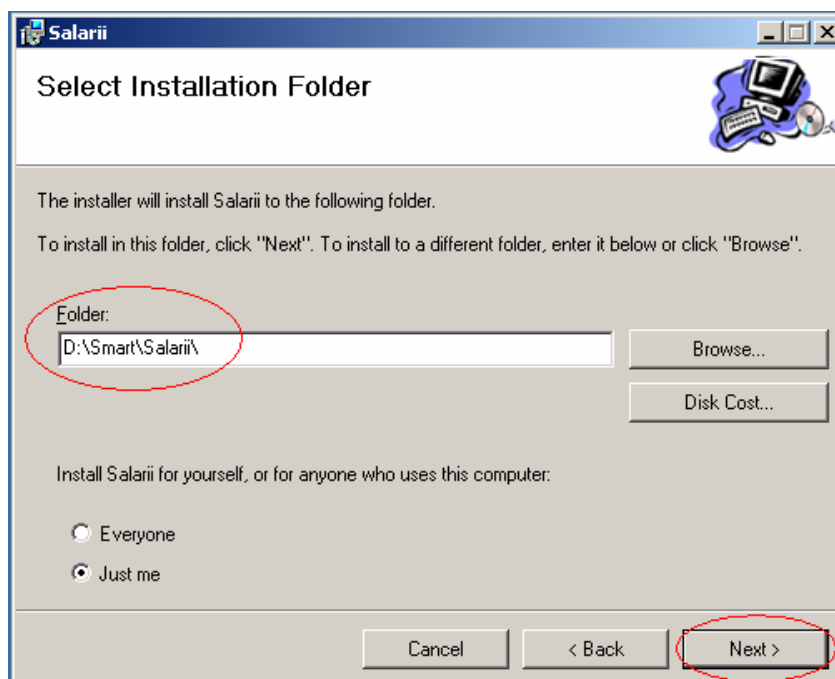 Salarii
Select Installation Folder
The installer will install Salarii to the following folder.
To install in this folder, click "Next". To install to a different folder, enter it below or click "Browse".
Folder:
D:\Smart\Salarii\
Browse...
Disk Cost...
Install Salarii for yourself, or for anyone who uses this computer:
Everyone
Just me
Cancel
< Back
Next >